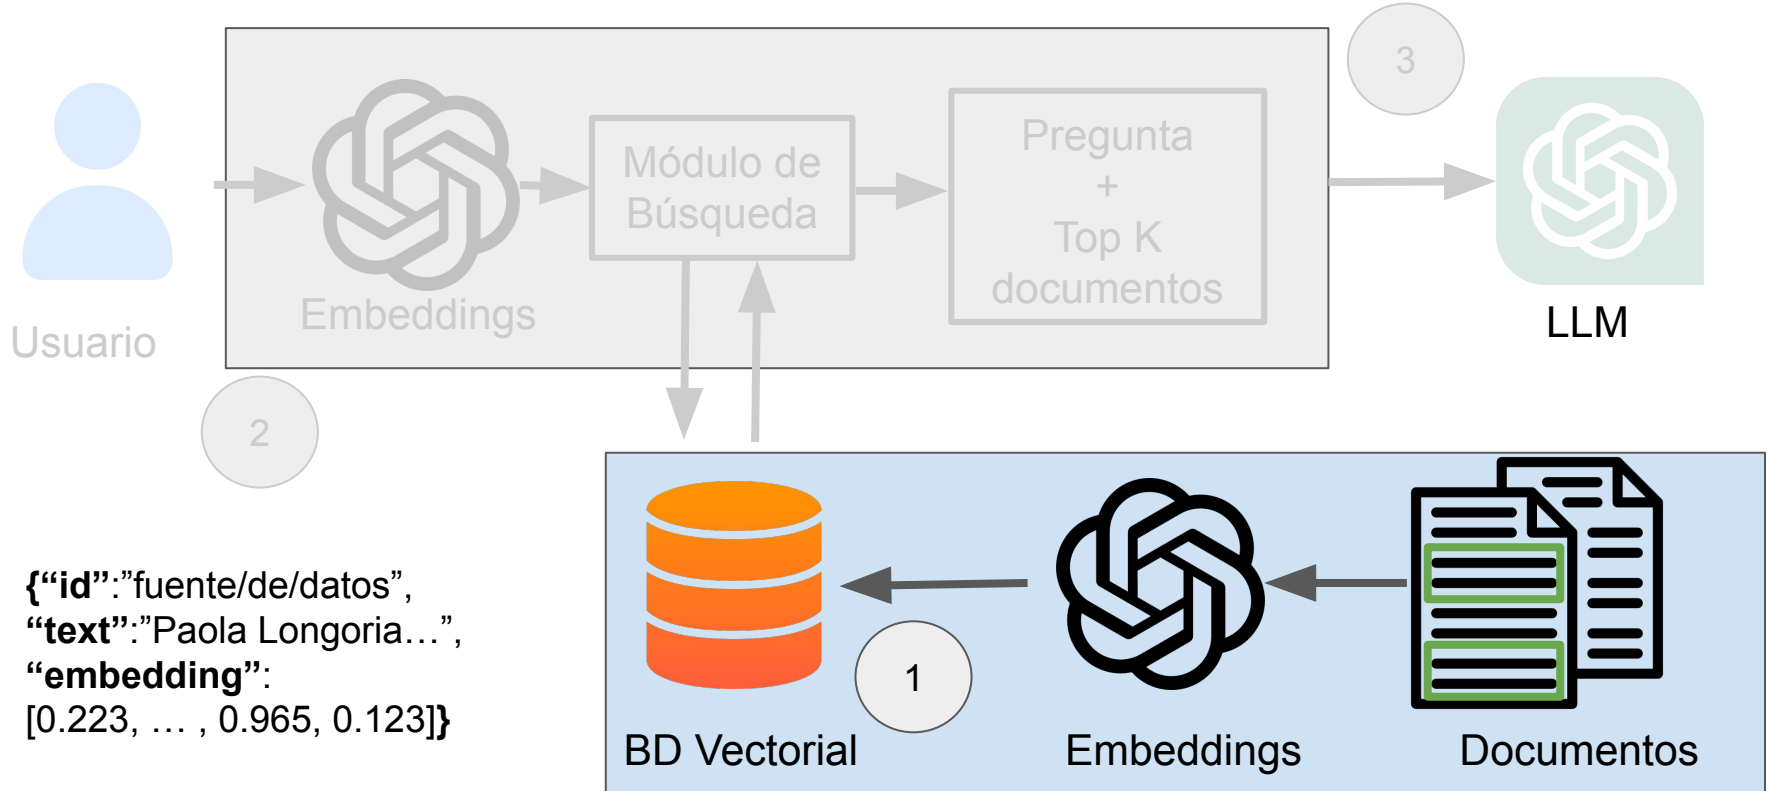 3
Pregunta
+
Top K
documentos
Módulo de
Búsqueda
Embeddings
Usuario
LLM
2
{“id”:”fuente/de/datos”,
“text”:”Paola Longoria…”,
“embedding”:
[0.223, … , 0.965, 0.123]}
1
BD Vectorial
Embeddings
Documentos